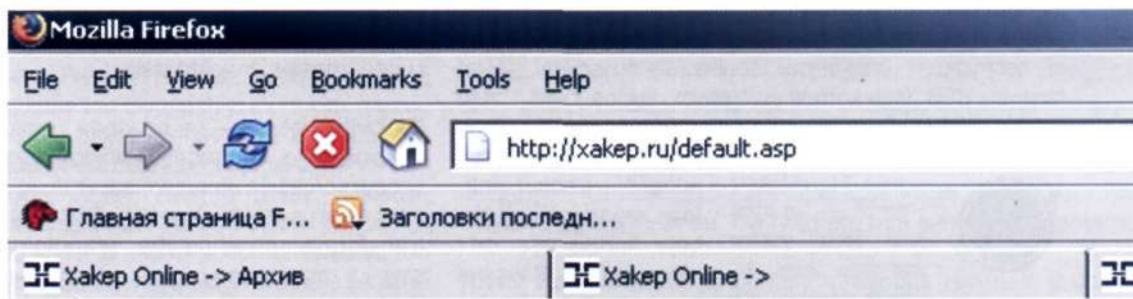 Mozilla Firefox
File Edit View Go Bookmarks Tools Help
http://xakep.ru/default.asp
Главная страница F... Заголовки последн...
Xakep Online -> Архив Xakep Online ->